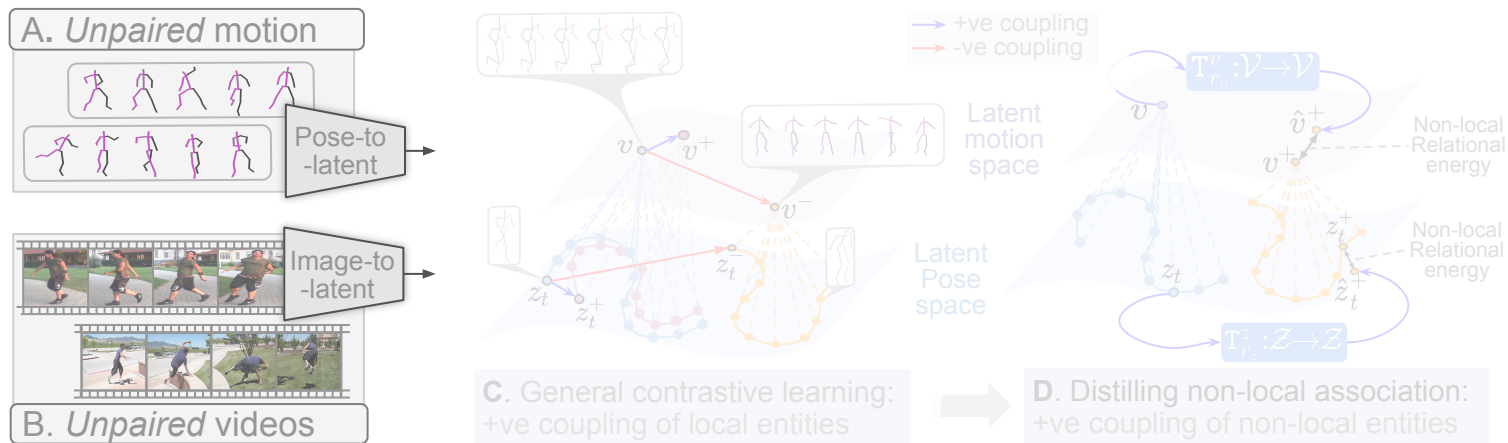 A. Unpaired motion
Pose-to
-latent
Image-to
-latent
B. Unpaired videos
+ve coupling
-ve coupling
Latent
motion
space
v
v⁺
v⁻
z_t
z_t⁺
z_t⁻
Latent
Pose
space
C. General contrastive learning:
+ve coupling of local entities
T^v_{r_v}:𝒱→𝒱
v
v̂⁺
v⁺
Non-local
Relational
energy
z_t⁺
z_t
ẑ_t⁺
Non-local
Relational
energy
T^z_{r_z}:𝒵→𝒵
D. Distilling non-local association:
+ve coupling of non-local entities